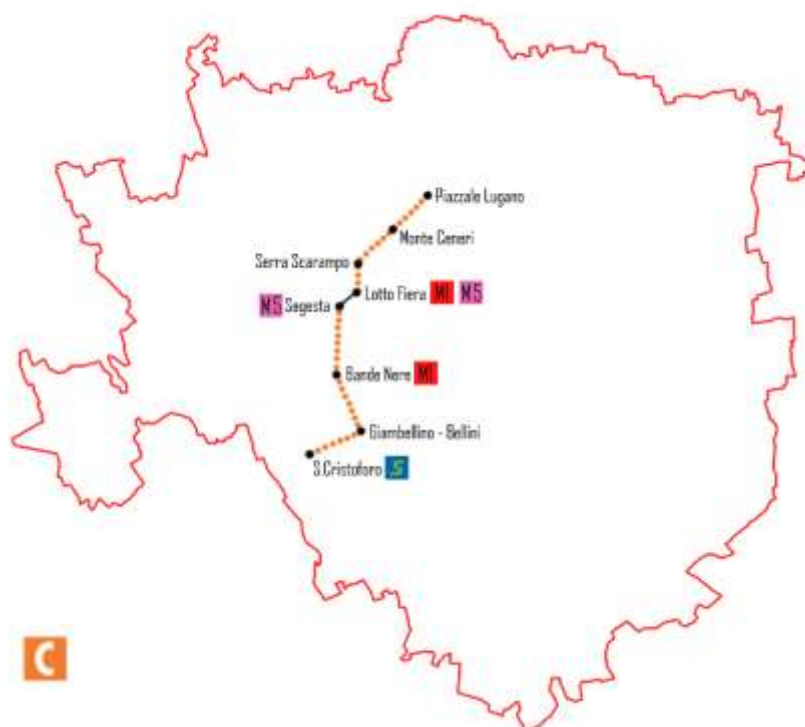 Piazzale Lugano
Monte Ceneri
Serra Scarampo
Lotto Fiera M1 M5
M5 Segesta
Bande Nere M1
Giambellino - Bellini
S.Cristoforo S
C